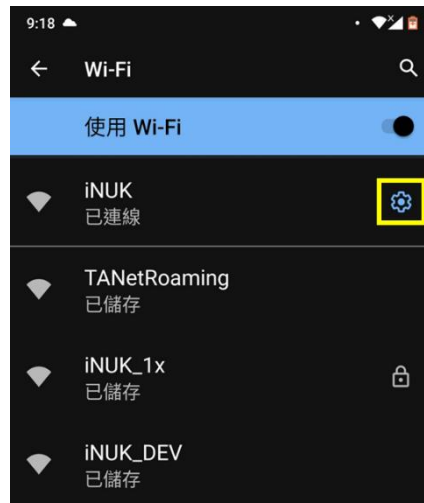 9:18
Wi-Fi
使用 Wi-Fi
iNUK
已連線
TANetRoaming
已儲存
iNUK_1x
已儲存
iNUK_DEV
已儲存